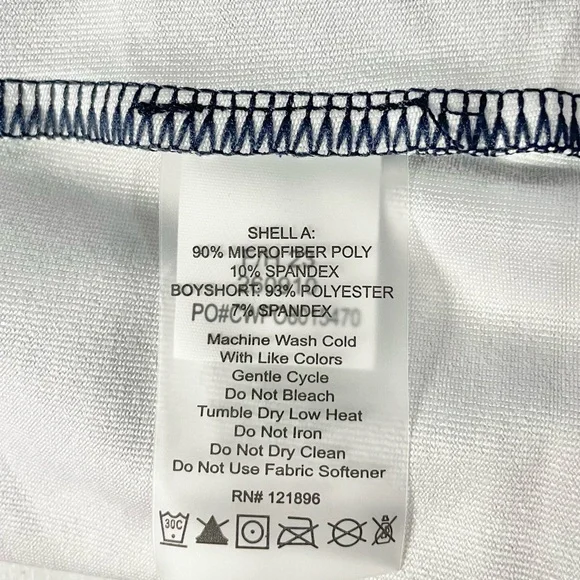 SHELL A:
90% MICROFIBER POLY
10% SPANDEX
BOYSHORT: 93% POLYESTER
7% SPANDEX
Machine Wash Cold
With Like Colors
Gentle Cycle
Do Not Bleach
Tumble Dry Low Heat
Do Not Iron
Do Not Dry Clean
Do Not Use Fabric Softener
RN# 121896
30C